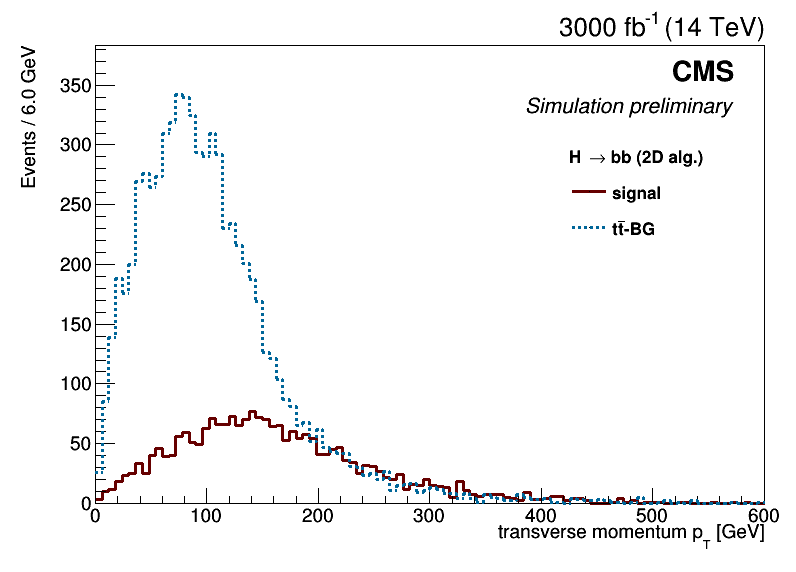 3000 fb⁻¹ (14 TeV)
CMS
Simulation preliminary
H → bb (2D alg.)
signal
tt̄-BG
Events / 6.0 GeV
350
300
250
200
150
100
50
0
0 100 200 300 400 500 600
transverse momentum p_T [GeV]